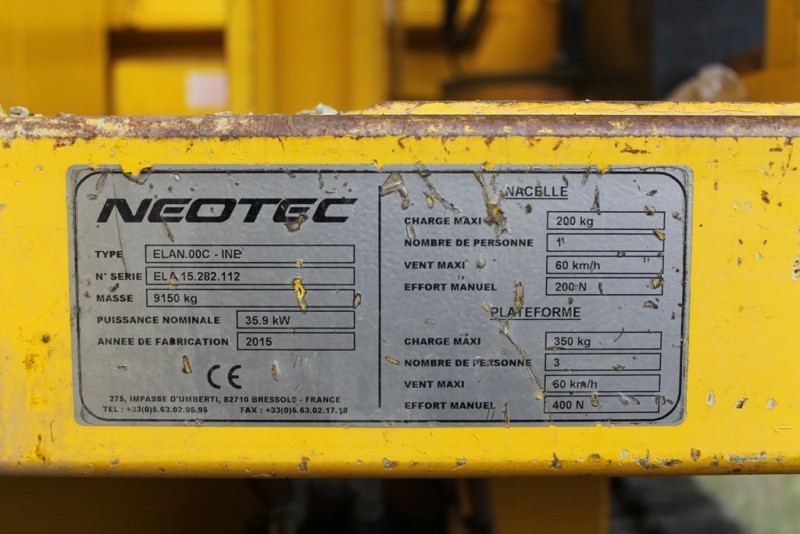 NEOTEC
TYPE ELAN.00C - INE
N° SERIE ELA.15.282.112
MASSE 9150 kg
PUISSANCE NOMINALE 35.9 kW
ANNEE DE FABRICATION 2015
CE
275, IMPASSE D'UMBERTI, 82710 BRESSOLS - FRANCE
TEL : +33(0)5.63.02.95.95 FAX : +33(0)5.63.02.17.18
NACELLE
CHARGE MAXI 200 kg
NOMBRE DE PERSONNE 1
VENT MAXI 60 km/h
EFFORT MANUEL 200 N
PLATEFORME
CHARGE MAXI 350 kg
NOMBRE DE PERSONNE 3
VENT MAXI 60 km/h
EFFORT MANUEL 400 N